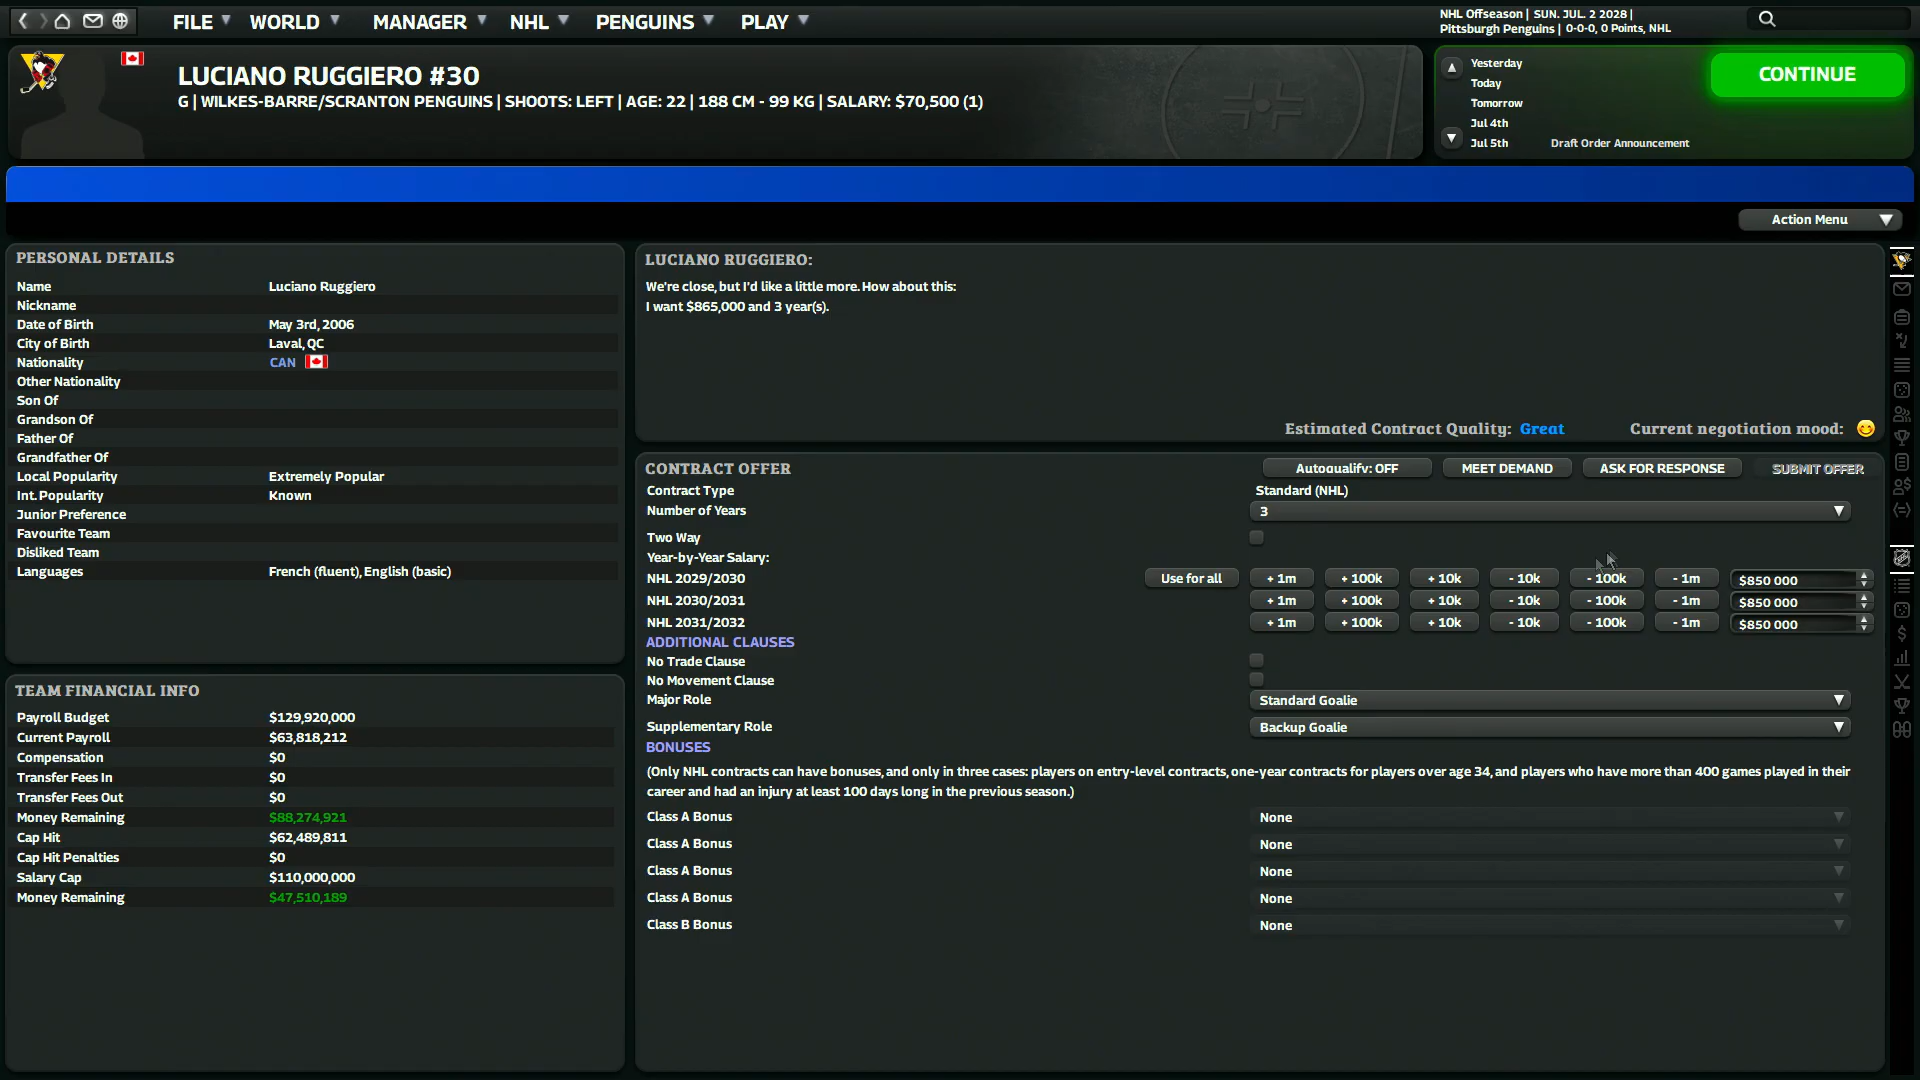 FILE WORLD MANAGER NHL PENGUINS PLAY
NHL Offseason | SUN. JUL. 2 2028 |
Pittsburgh Penguins | 0-0-0, 0 Points, NHL
LUCIANO RUGGIERO #30
G | WILKES-BARRE/SCRANTON PENGUINS | SHOOTS: LEFT | AGE: 22 | 188 CM - 99 KG | SALARY: $70,500 (1)
Yesterday
Today
Tomorrow
Jul 4th
Jul 5th Draft Order Announcement
CONTINUE
Action Menu
PERSONAL DETAILS
Name Luciano Ruggiero
Nickname
Date of Birth May 3rd, 2006
City of Birth Laval, QC
Nationality CAN
Other Nationality
Son Of
Grandson Of
Father Of
Grandfather Of
Local Popularity Extremely Popular
Int. Popularity Known
Junior Preference
Favourite Team
Disliked Team
Languages French (fluent), English (basic)
TEAM FINANCIAL INFO
Payroll Budget $129,920,000
Current Payroll $63,818,212
Compensation $0
Transfer Fees In $0
Transfer Fees Out $0
Money Remaining $88,274,921
Cap Hit $62,489,811
Cap Hit Penalties $0
Salary Cap $110,000,000
Money Remaining $47,510,189
LUCIANO RUGGIERO:
We're close, but I'd like a little more. How about this:
I want $865,000 and 3 year(s).
Estimated Contract Quality: Great Current negotiation mood:
CONTRACT OFFER Autoqualify: OFF MEET DEMAND ASK FOR RESPONSE SUBMIT OFFER
Contract Type Standard (NHL)
Number of Years 3
Two Way
Year-by-Year Salary:
NHL 2029/2030 Use for all + 1m + 100k + 10k - 10k - 100k - 1m $850 000
NHL 2030/2031 + 1m + 100k + 10k - 10k - 100k - 1m $850 000
NHL 2031/2032 + 1m + 100k + 10k - 10k - 100k - 1m $850 000
ADDITIONAL CLAUSES
No Trade Clause
No Movement Clause
Major Role Standard Goalie
Supplementary Role Backup Goalie
BONUSES
(Only NHL contracts can have bonuses, and only in three cases: players on entry-level contracts, one-year contracts for players over age 34, and players who have more than 400 games played in their
career and had an injury at least 100 days long in the previous season.)
Class A Bonus None
Class A Bonus None
Class A Bonus None
Class A Bonus None
Class B Bonus None